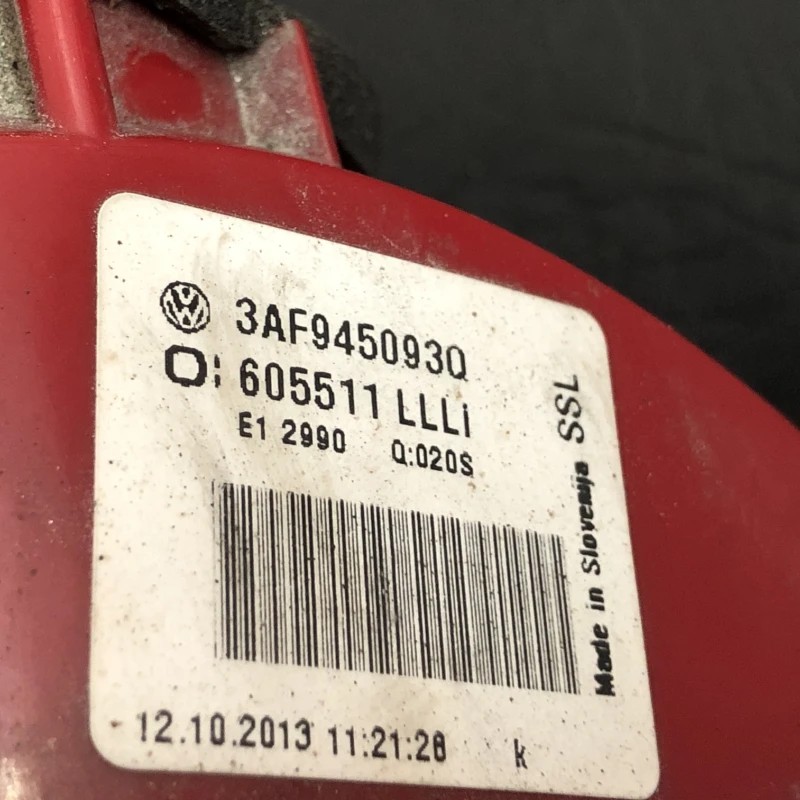 3AF945093Q
: 605511 LLLi
E1 2990 Q:020S
SSL
Made in Slovenija
12.10.2013 11:21:28 k